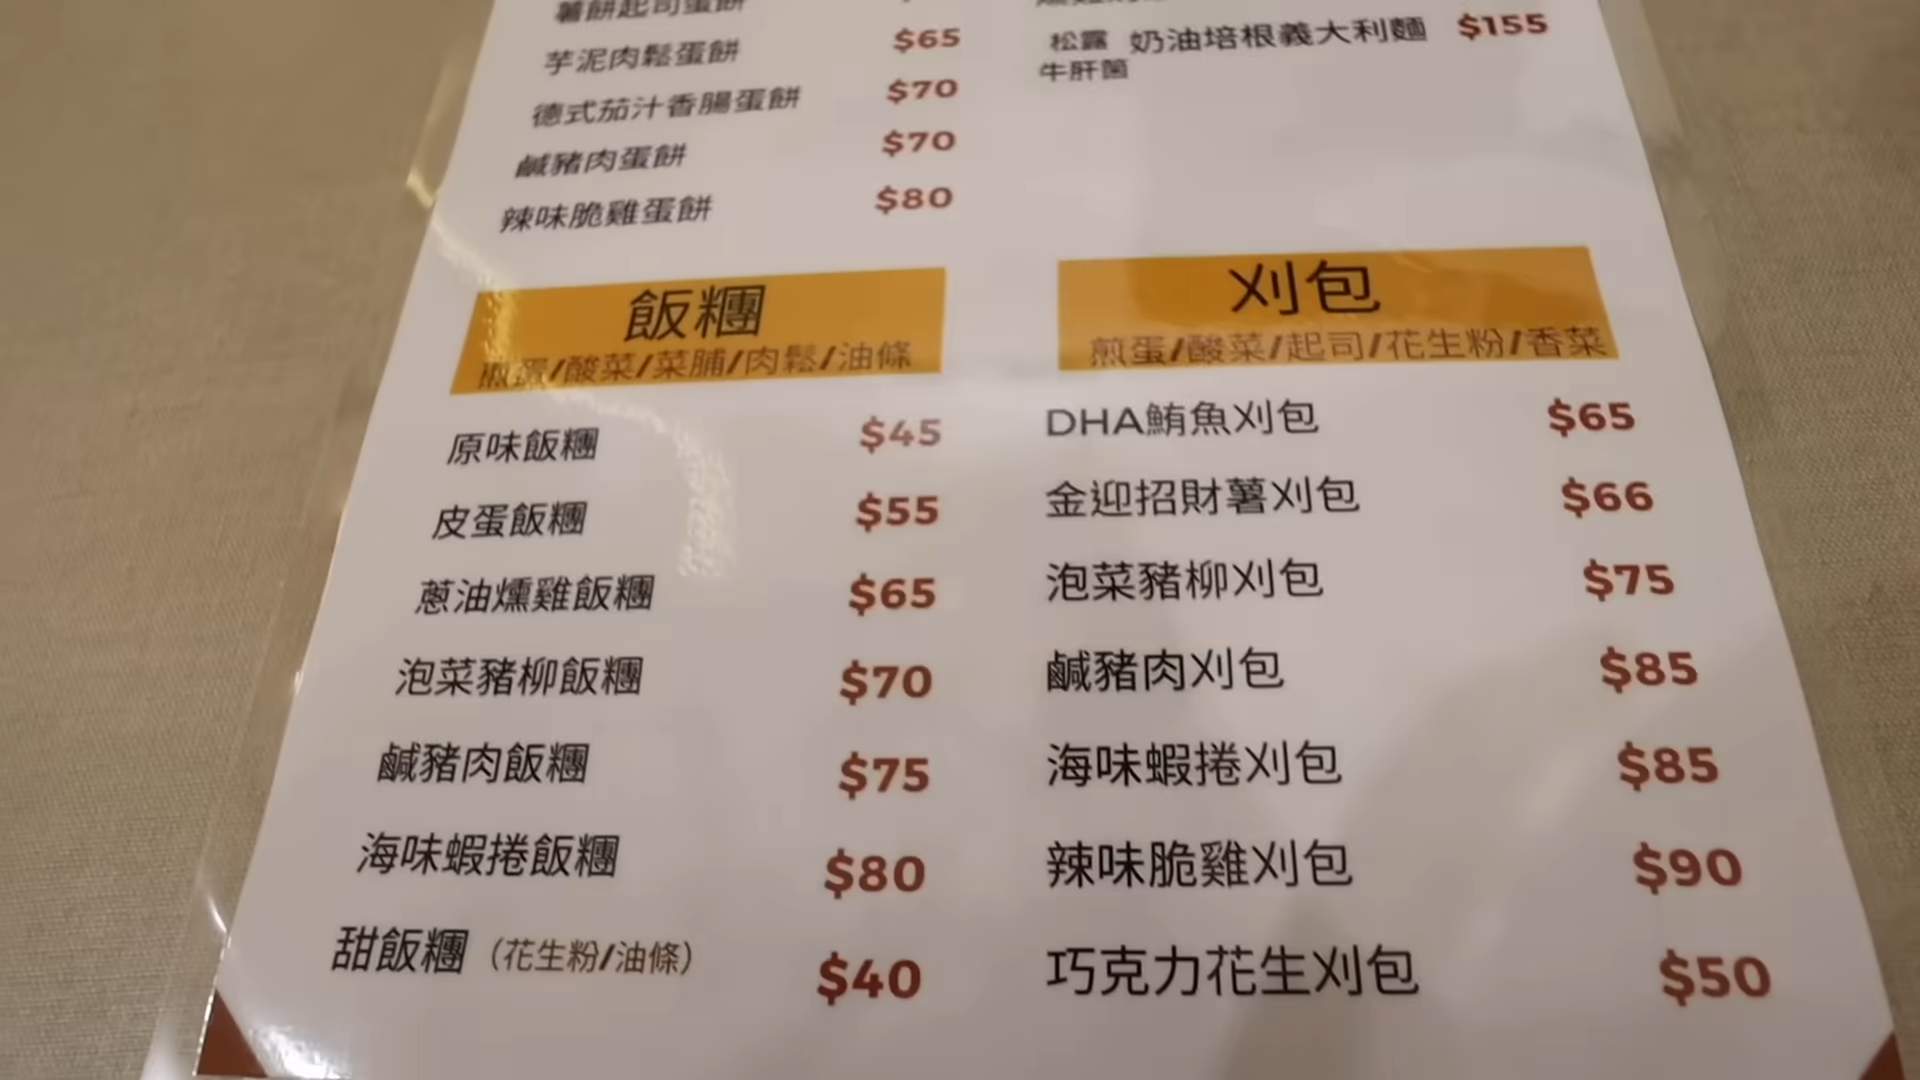 薯餅起司蛋餅
芋泥肉鬆蛋餅 $65
德式茄汁香腸蛋餅 $70
鹹豬肉蛋餅 $70
辣味脆雞蛋餅 $80
松露 奶油培根義大利麵 $155
牛肝菌
飯糰
煎蛋/酸菜/菜脯/肉鬆/油條
原味飯糰 $45
皮蛋飯糰 $55
蔥油燻雞飯糰 $65
泡菜豬柳飯糰 $70
鹹豬肉飯糰 $75
海味蝦捲飯糰 $80
甜飯糰（花生粉/油條） $40
刈包
煎蛋/酸菜/起司/花生粉/香菜
DHA鮪魚刈包 $65
金迎招財薯刈包 $66
泡菜豬柳刈包 $75
鹹豬肉刈包 $85
海味蝦捲刈包 $85
辣味脆雞刈包 $90
巧克力花生刈包 $50